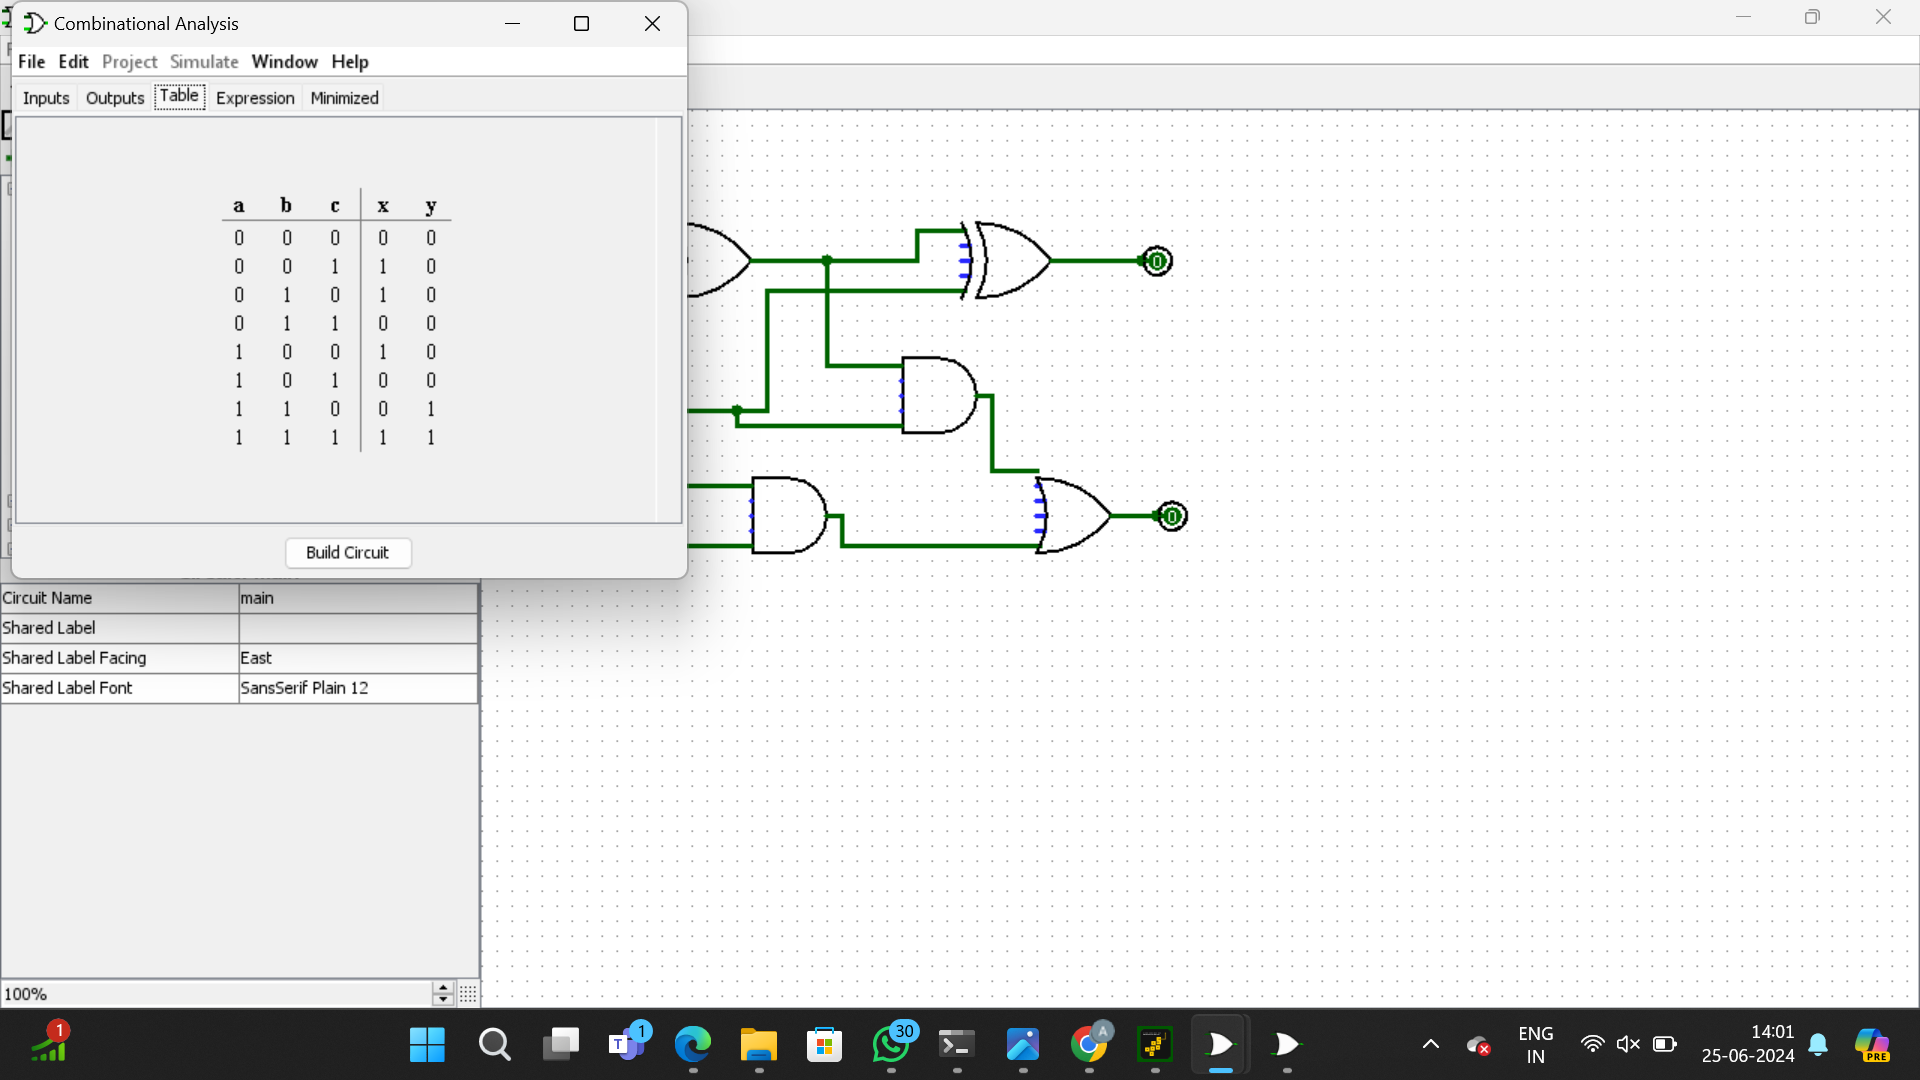 Combinational Analysis
File Edit Project Simulate Window Help
Inputs Outputs Table Expression Minimized
a b c x y
0 0 0 0 0
0 0 1 1 0
0 1 0 1 0
0 1 1 0 0
1 0 0 1 0
1 0 1 0 0
1 1 0 0 1
1 1 1 1 1
0
0
Build Circuit
Circuit Name main
Shared Label
Shared Label Facing East
Shared Label Font SansSerif Plain 12
100%
1
T 1
30
A
ENG
IN
14:01
25-06-2024
PRE